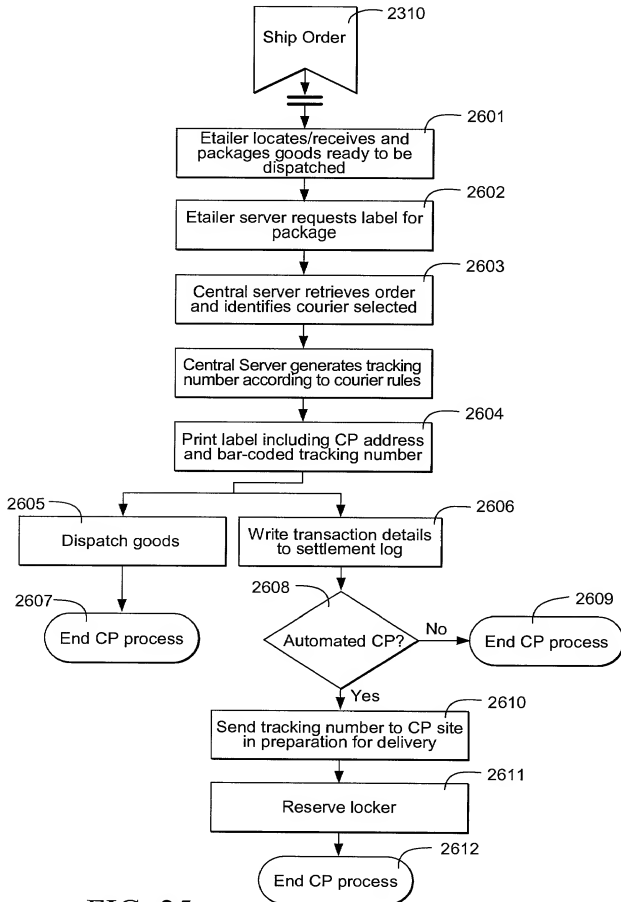 2310
Ship Order
2601
Etailer locates/receives and
packages goods ready to be
dispatched
2602
Etailer server requests label for
package
2603
Central server retrieves order
and identifies courier selected
Central Server generates tracking
number according to courier rules
2604
Print label including CP address
and bar-coded tracking number
2605
Dispatch goods
2606
Write transaction details
to settlement log
2607
End CP process
2608
Automated CP?
No
2609
End CP process
Yes
2610
Send tracking number to CP site
in preparation for delivery
2611
Reserve locker
2612
End CP process